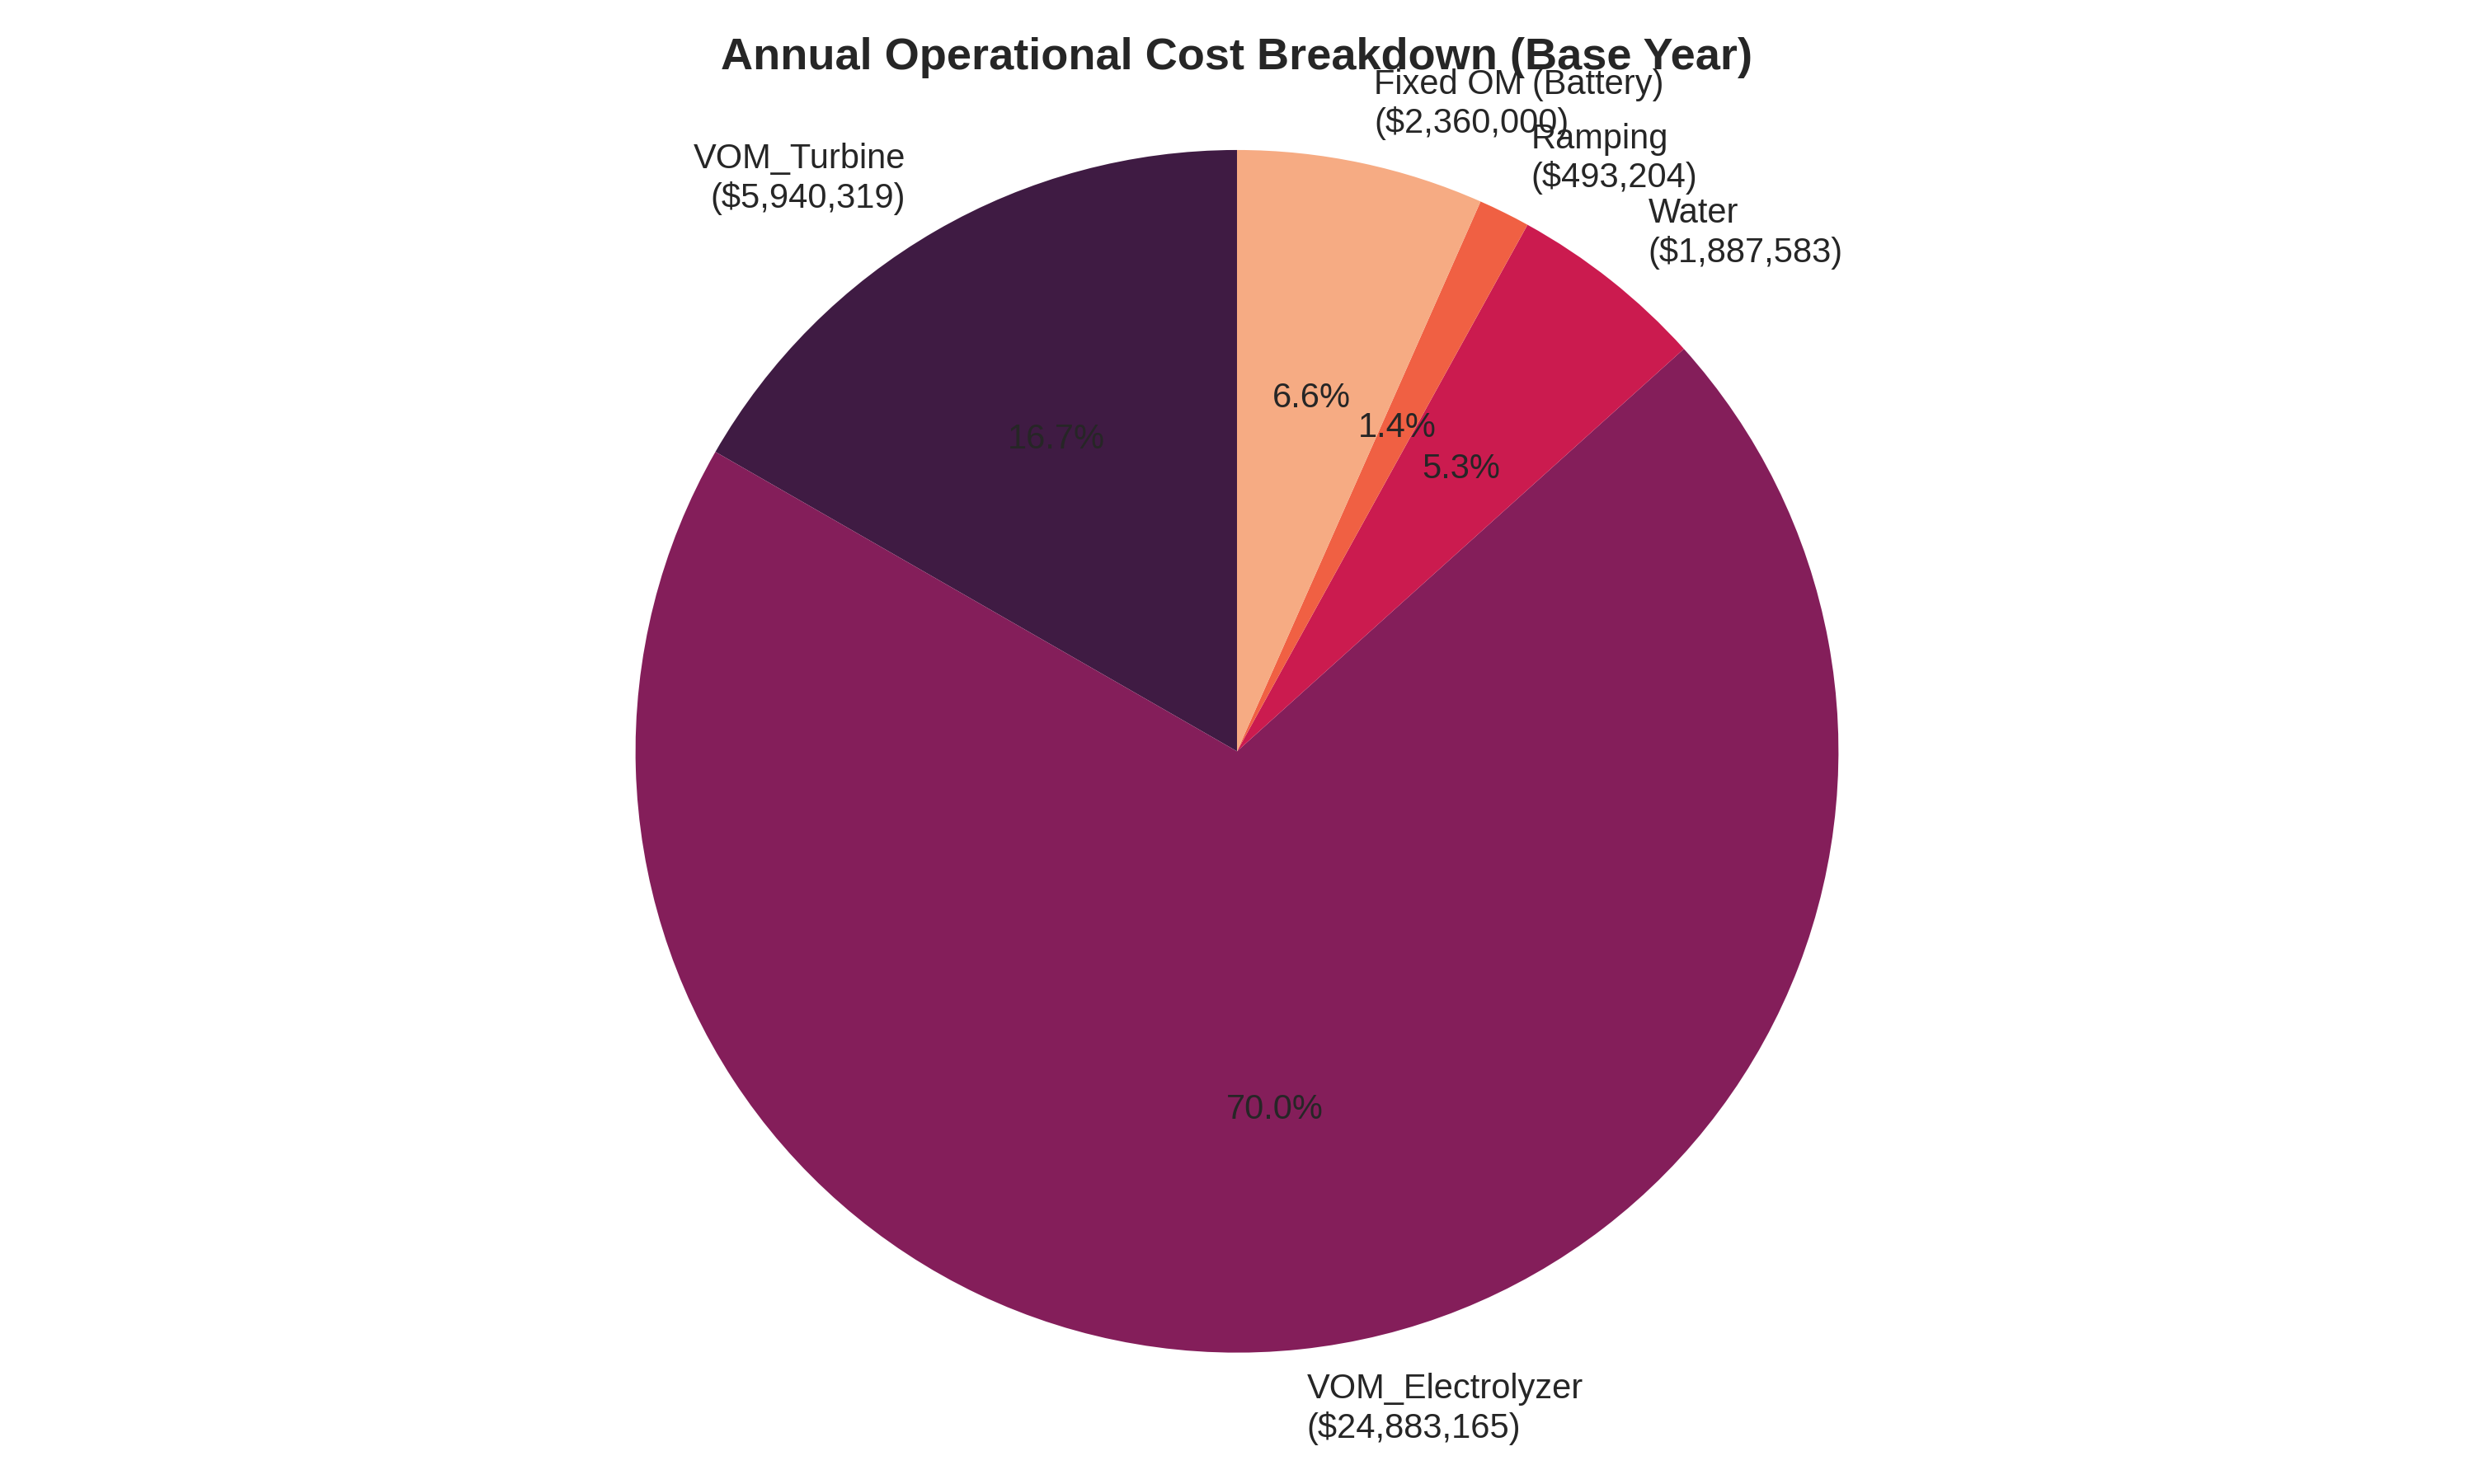 Annual Operational Cost Breakdown (Base Year)
Fixed OM (Battery)
($2,360,000)
Ramping
($493,204)
Water
($1,887,583)
VOM_Turbine
($5,940,319)
6.6%
1.4%
5.3%
16.7%
70.0%
VOM_Electrolyzer
($24,883,165)